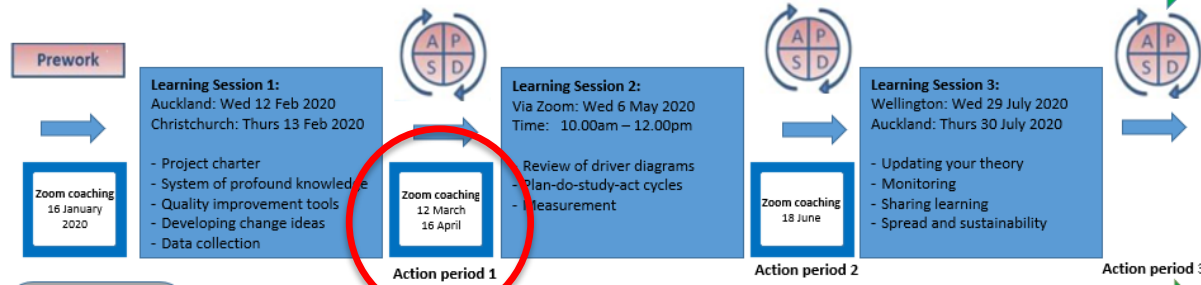 Prework
Zoom coaching
16 January
2020
Learning Session 1:
Auckland: Wed 12 Feb 2020
Christchurch: Thurs 13 Feb 2020
- Project charter
- System of profound knowledge
- Quality improvement tools
- Developing change ideas
- Data collection
A P
S D
Zoom coaching
12 March
16 April
Action period 1
Learning Session 2:
Via Zoom: Wed 6 May 2020
Time: 10.00am – 12.00pm
- Review of driver diagrams
- Plan-do-study-act cycles
- Measurement
A P
S D
Zoom coaching
18 June
Action period 2
Learning Session 3:
Wellington: Wed 29 July 2020
Auckland: Thurs 30 July 2020
- Updating your theory
- Monitoring
- Sharing learning
- Spread and sustainability
A P
S D
Action period 3